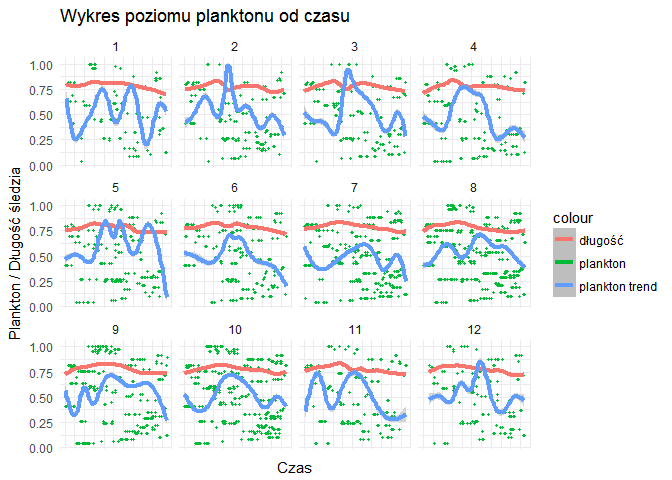 Wykres poziomu planktonu od czasu
1 2 3 4
1.00
0.75
0.50
0.25
0.00
5 6 7 8
1.00
0.75
0.50
0.25
0.00
9 10 11 12
1.00
0.75
0.50
0.25
0.00
Plankton / Długość śledzia
Czas
colour
długość
plankton
plankton trend